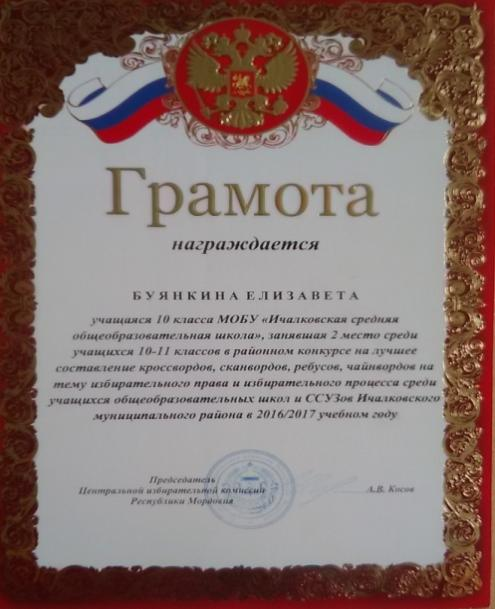 Грамота
награждается
БУЯНКИНА ЕЛИЗАВЕТА
учащаяся 10 класса МОБУ «Ичалковская средняя
общеобразовательная школа», занявшая 2 место среди
учащихся 10-11 классов в районном конкурсе на лучшее
составление кроссвордов, сканвордов, ребусов, чайнвордов на
тему избирательного права и избирательного процесса среди
учащихся общеобразовательных школ и ССУЗов Ичалковского
муниципального района в 2016/2017 учебном году
Председатель
Центральной избирательной комиссии
Республики Мордовия
А.В. Косов